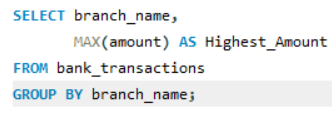 SELECT branch_name,
MAX(amount) AS Highest_Amount
FROM bank_transactions
GROUP BY branch_name;